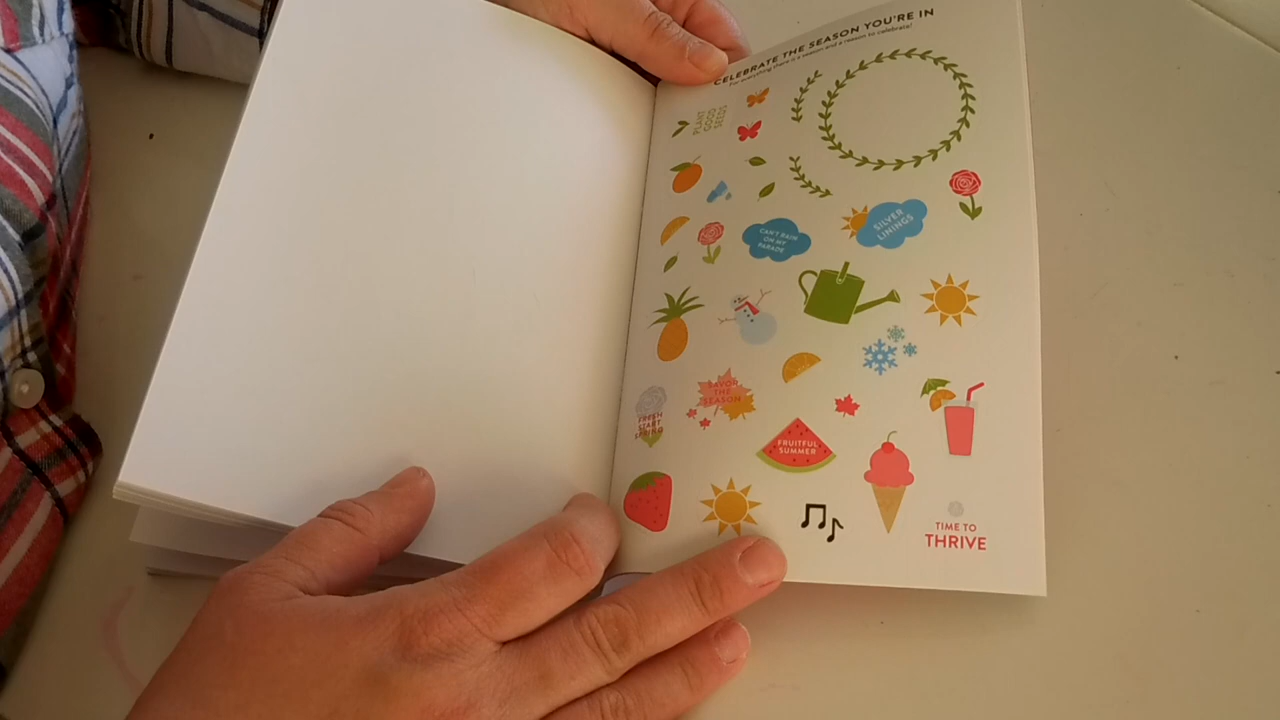 CELEBRATE THE SEASON YOU'RE IN
For everything there is a season and a reason to celebrate!
PLANT
GOOD
SEEDS
CAN'T RAIN
ON MY
PARADE
SILVER
LININGS
SAVOR
THE
SEASON
FRESH
START
SPRING
FRUITFUL
SUMMER
TIME TO
THRIVE